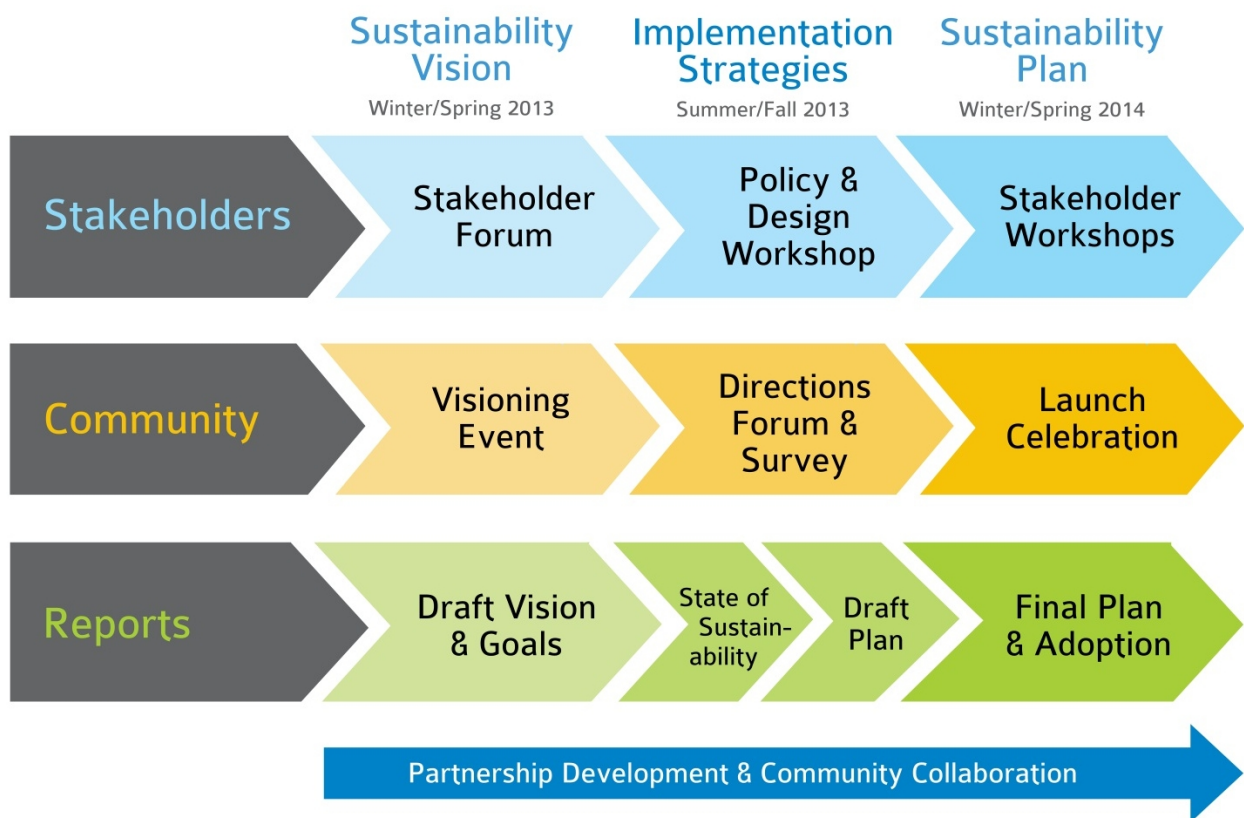 Sustainability
Vision
Winter/Spring 2013
Implementation
Strategies
Summer/Fall 2013
Sustainability
Plan
Winter/Spring 2014
Stakeholders
Stakeholder
Forum
Policy &
Design
Workshop
Stakeholder
Workshops
Community
Visioning
Event
Directions
Forum &
Survey
Launch
Celebration
Reports
Draft Vision
& Goals
State of
Sustain-
ability
Draft
Plan
Final Plan
& Adoption
Partnership Development & Community Collaboration